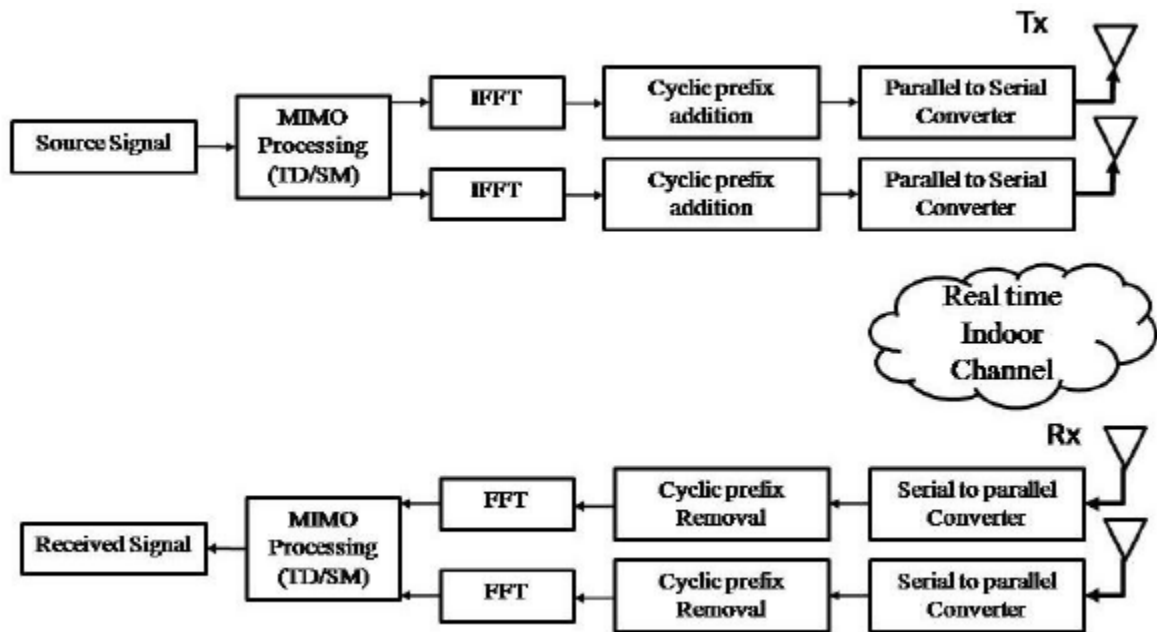 Tx
Source Signal
MIMO
Processing
(TD/SM)
IFFT
Cyclic prefix
addition
Parallel to Serial
Converter
IFFT
Cyclic prefix
addition
Parallel to Serial
Converter
Real time
Indoor
Channel
Rx
Received Signal
MIMO
Processing
(TD/SM)
FFT
Cyclic prefix
Removal
Serial to parallel
Converter
FFT
Cyclic prefix
Removal
Serial to parallel
Converter